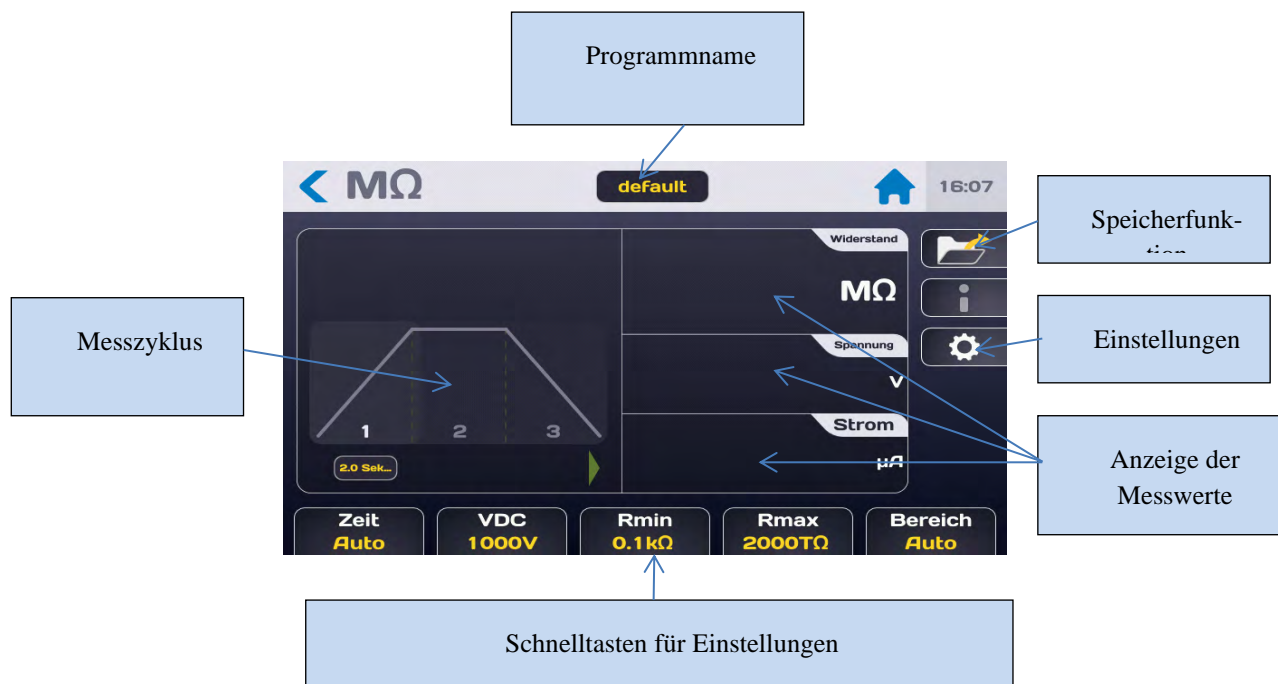 Programmname
MΩ
default
16:07
Speicherfunk-
tion
Widerstand
MΩ
Messzyklus
Spannung
V
Einstellungen
1
2
3
Strom
µA
2.0 Sek...
Anzeige der
Messwerte
Zeit
Auto
VDC
1000V
Rmin
0.1kΩ
Rmax
2000TΩ
Bereich
Auto
Schnelltasten für Einstellungen